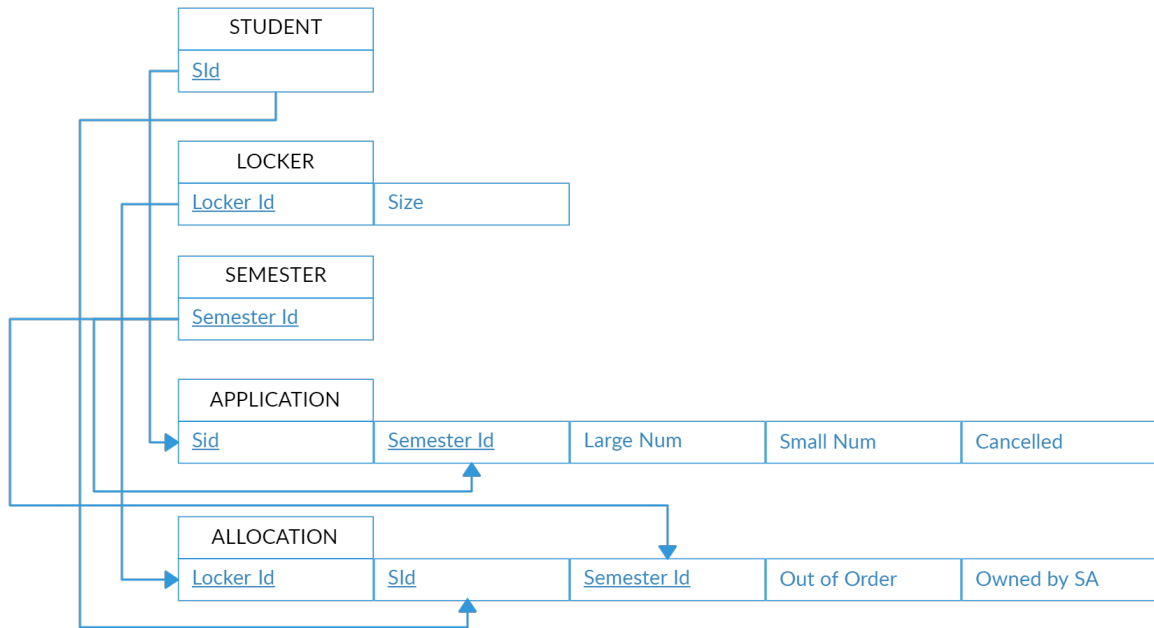 STUDENT
SId
LOCKER
Locker Id Size
SEMESTER
Semester Id
APPLICATION
Sid Semester Id Large Num Small Num Cancelled
ALLOCATION
Locker Id SId Semester Id Out of Order Owned by SA